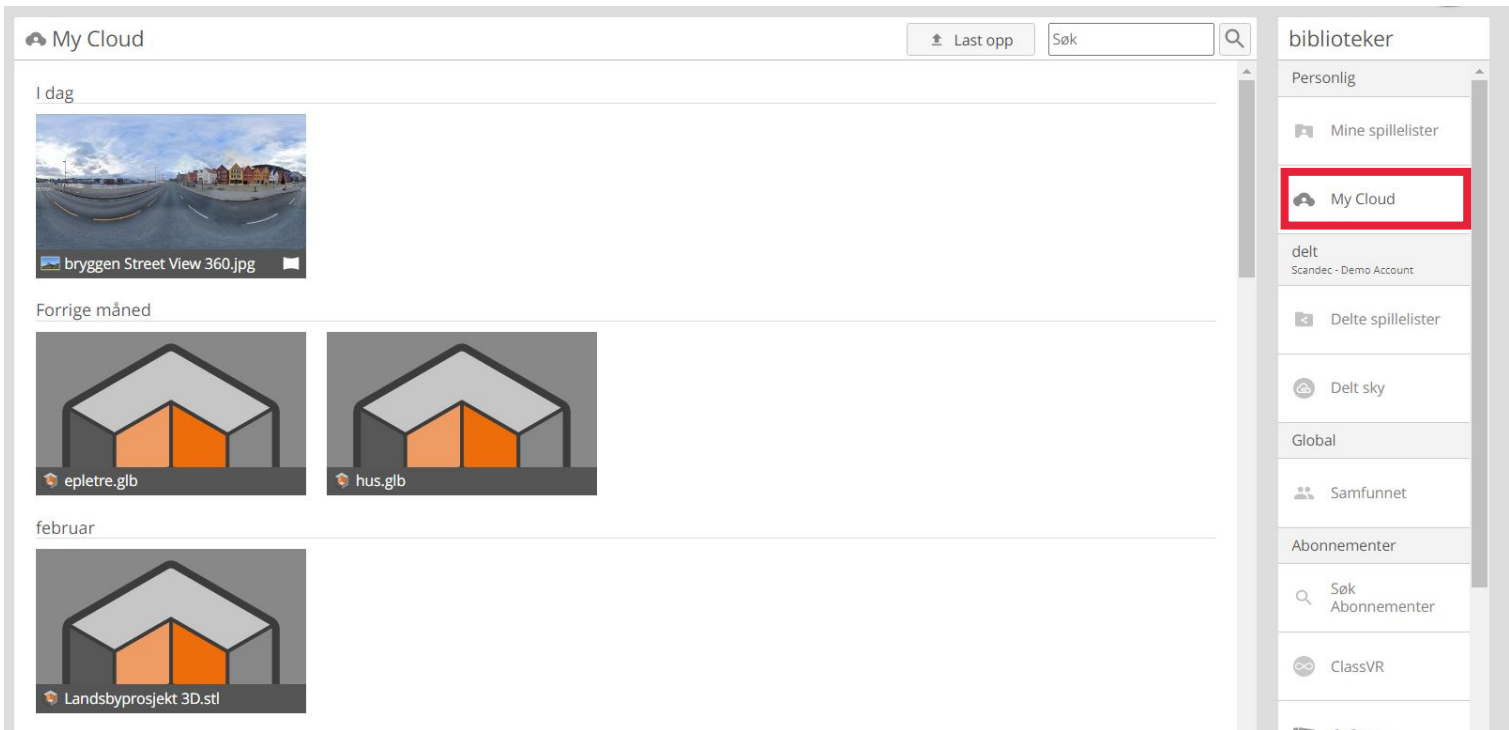 My Cloud
Last opp
Søk
I dag
bryggen Street View 360.jpg
Forrige måned
epletre.glb
hus.glb
februar
Landsbyprosjekt 3D.stl
biblioteker
Personlig
Mine spillelister
My Cloud
delt
Scandec - Demo Account
Delte spillelister
Delt sky
Global
Samfunnet
Abonnementer
Søk
Abonnementer
ClassVR